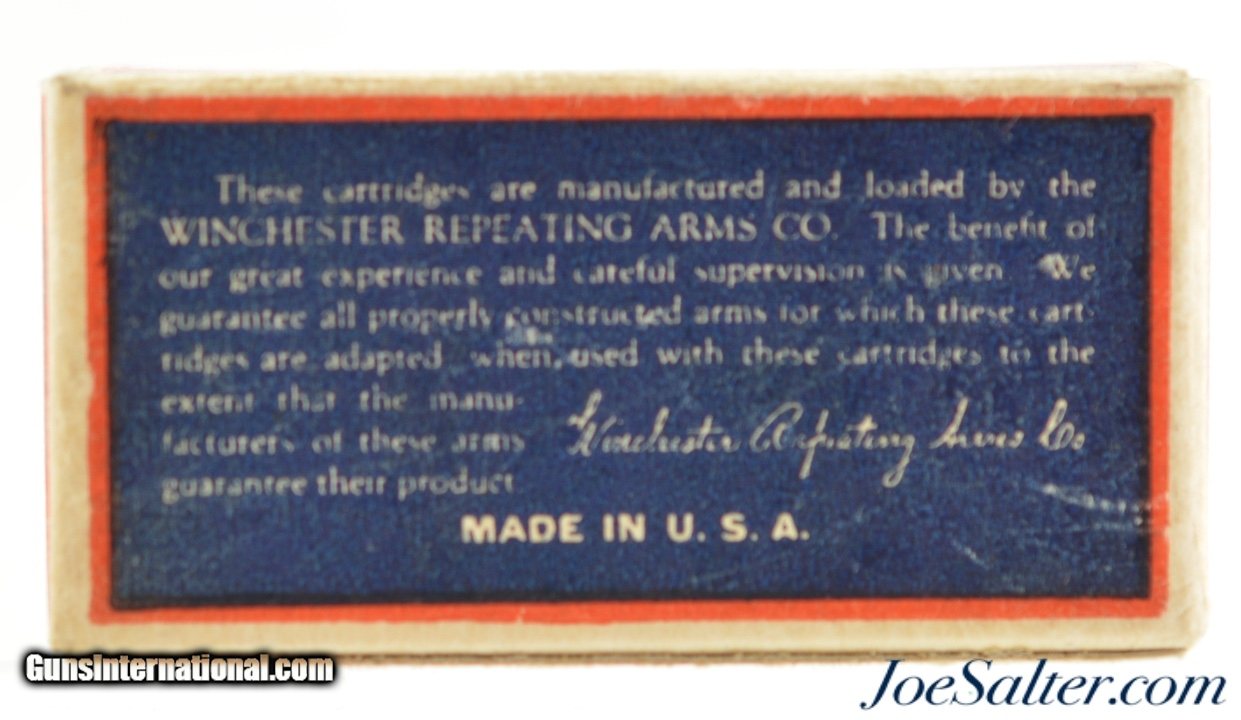 These cartridges are manufactured and loaded by the
WINCHESTER REPEATING ARMS CO. The benefit of
our great experience and careful supervision is given. We
guarantee all properly constructed arms for which these cart-
ridges are adapted when used with these cartridges to the
extent that the manu-
facturers of these arms
guarantee their product
Winchester Repeating Arms Co
MADE IN U. S. A.
GunsInternational.com
JoeSalter.com